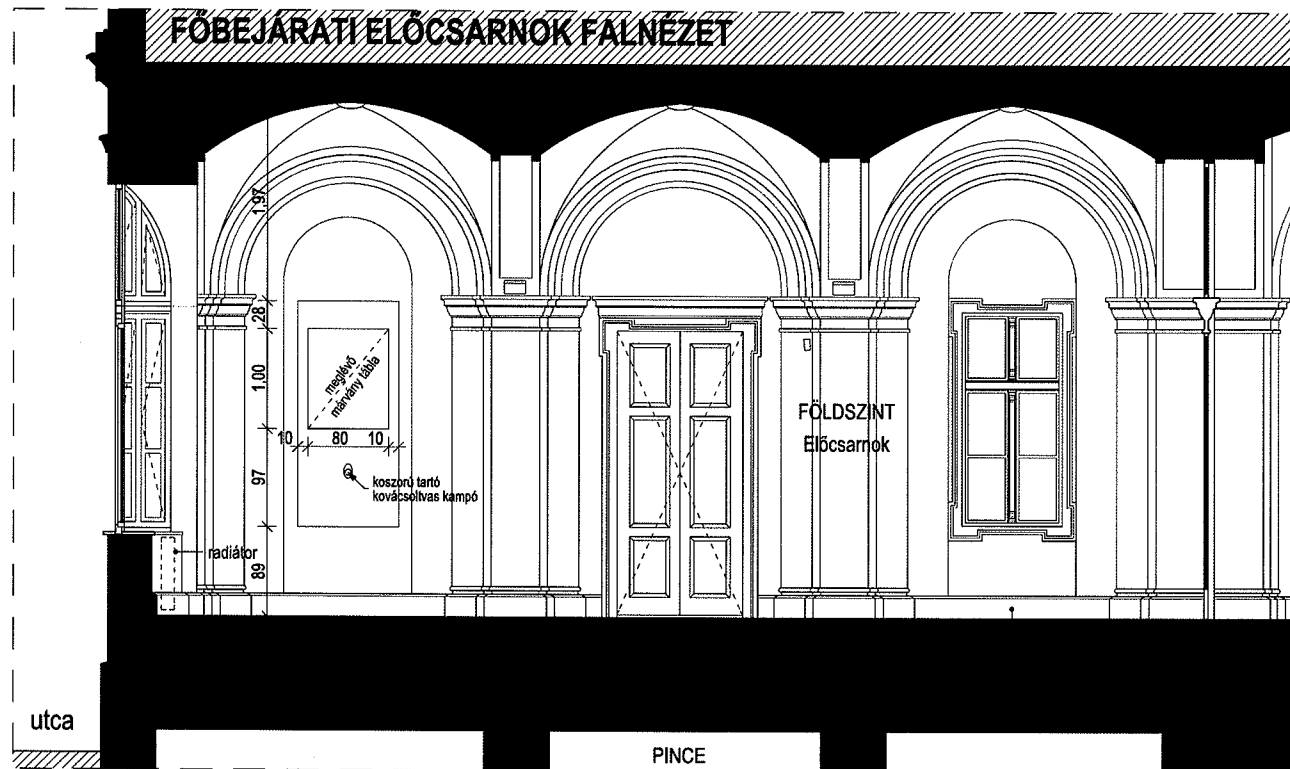 FŐBEJÁRATI ELŐCSARNOK FALNÉZET
1,97
28
1,00
meglévő
márvány tábla
10
80
10
97
koszorú tartó
kovácsoltvas kampó
FÖLDSZINT
Előcsarnok
radiátor
89
utca
PINCE